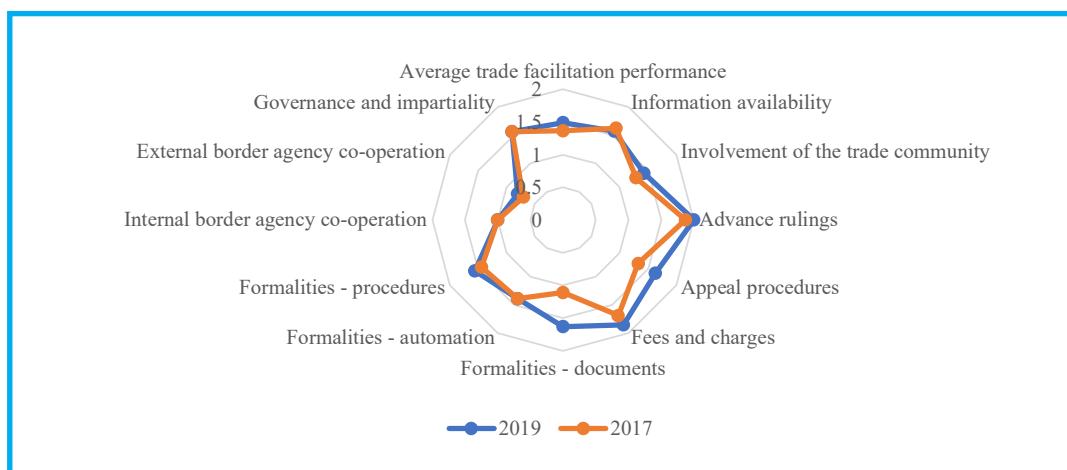 Average trade facilitation performance
2
Governance and impartiality
Information availability
1.5
External border agency co-operation
Involvement of the trade community
1
0.5
Internal border agency co-operation
0
Advance rulings
Formalities - procedures
Appeal procedures
Formalities - automation
Fees and charges
Formalities - documents
2019
2017